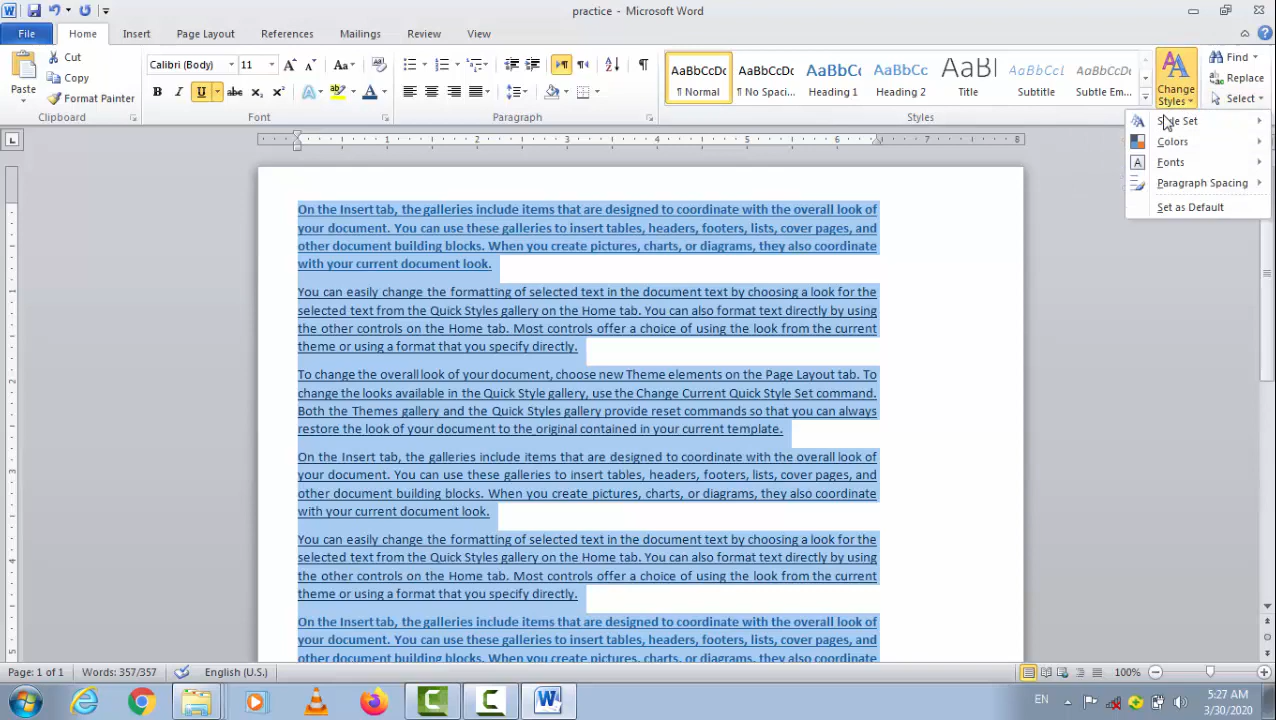 practice - Microsoft Word
File Home Insert Page Layout References Mailings Review View
Paste
Cut
Copy
Format Painter
Clipboard
Calibri (Body) 11
Font
Paragraph
AaBbCcDc AaBbCcDc AaBbC AaBbCc AaBl AaBbCcl AaBbCcDc
¶ Normal ¶ No Spaci... Heading 1 Heading 2 Title Subtitle Subtle Em...
Styles
Change
Styles
Find
Replace
Select
Style Set
Colors
Fonts
Paragraph Spacing
Set as Default
On the Insert tab, the galleries include items that are designed to coordinate with the overall look of
your document. You can use these galleries to insert tables, headers, footers, lists, cover pages, and
other document building blocks. When you create pictures, charts, or diagrams, they also coordinate
with your current document look.
You can easily change the formatting of selected text in the document text by choosing a look for the
selected text from the Quick Styles gallery on the Home tab. You can also format text directly by using
the other controls on the Home tab. Most controls offer a choice of using the look from the current
theme or using a format that you specify directly.
To change the overall look of your document, choose new Theme elements on the Page Layout tab. To
change the looks available in the Quick Style gallery, use the Change Current Quick Style Set command.
Both the Themes gallery and the Quick Styles gallery provide reset commands so that you can always
restore the look of your document to the original contained in your current template.
On the Insert tab, the galleries include items that are designed to coordinate with the overall look of
your document. You can use these galleries to insert tables, headers, footers, lists, cover pages, and
other document building blocks. When you create pictures, charts, or diagrams, they also coordinate
with your current document look.
You can easily change the formatting of selected text in the document text by choosing a look for the
selected text from the Quick Styles gallery on the Home tab. You can also format text directly by using
the other controls on the Home tab. Most controls offer a choice of using the look from the current
theme or using a format that you specify directly.
On the Insert tab, the galleries include items that are designed to coordinate with the overall look of
your document. You can use these galleries to insert tables, headers, footers, lists, cover pages, and
other document building blocks. When you create pictures, charts, or diagrams, they also coordinate
Page: 1 of 1 Words: 357/357 English (U.S.) 100%
EN 5:27 AM
3/30/2020